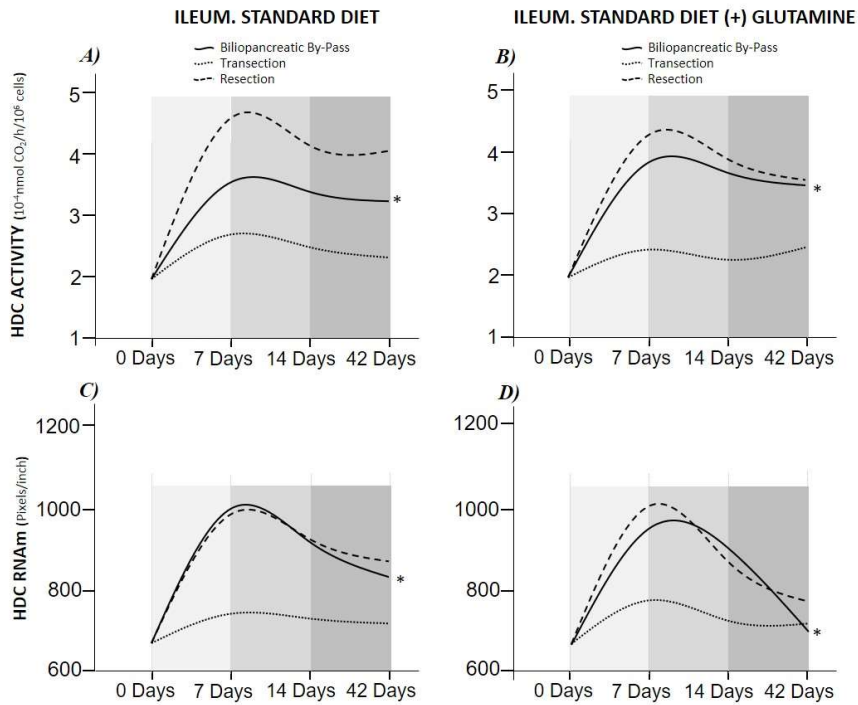 ILEUM. STANDARD DIET
ILEUM. STANDARD DIET (+) GLUTAMINE
A)
Biliopancreatic By-Pass
Transection
Resection
HDC ACTIVITY (10⁻⁴nmol CO₂/h/10⁶ cells)
5
4
3
2
1
*
0 Days 7 Days 14 Days 42 Days
B)
Biliopancreatic By-Pass
Transection
Resection
5
4
3
2
1
*
0 Days 7 Days 14 Days 42 Days
C)
HDC RNAm (Pixels/inch)
1200
1000
800
600
*
0 Days 7 Days 14 Days 42 Days
D)
1200
1000
800
600
*
0 Days 7 Days 14 Days 42 Days